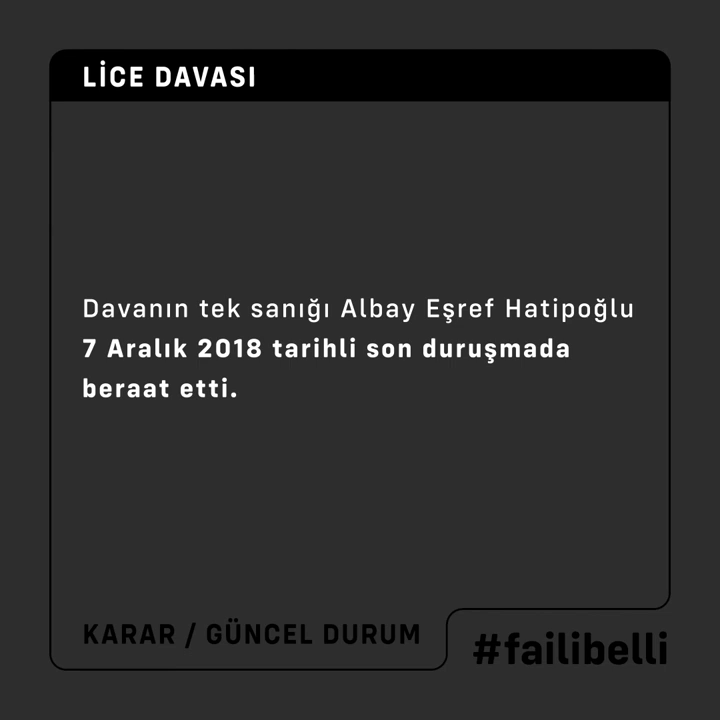 LİCE DAVASI
Davanın tek sanığı Albay Eşref Hatipoğlu
7 Aralık 2018 tarihli son duruşmada
beraat etti.
KARAR / GÜNCEL DURUM
#failibelli